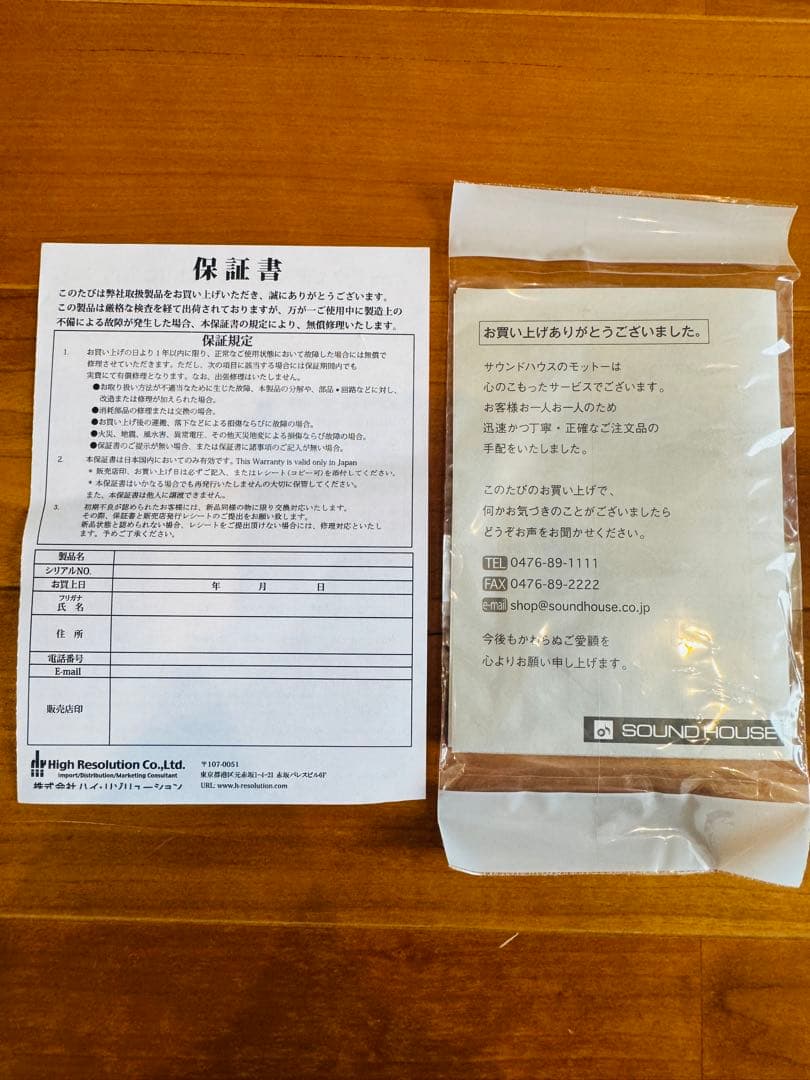 保証書
このたびは弊社取扱製品をお買い上げいただき、誠にありがとうございます。
この製品は厳格な検査を経て出荷されておりますが、万が一ご使用中に製造上の
不備による故障が発生した場合、本保証書の規定により、無償修理いたします。
保証規定
1. お買い上げの日より1年以内に限り、正常なご使用状態において故障した場合には無償で
修理させていただきます。ただし、次の項目に該当する場合には保証期間内でも
実費にて有償修理となります。なお、出張修理はいたしません。
●お取り扱い方法が不適当なために生じた故障、本製品の分解や、部品・回路などに対し、
改造または修理が加えられた場合。
●消耗部品の修理または交換の場合。
●お買い上げ後の運搬、落下などによる損傷ならびに故障の場合。
●火災、地震、風水害、異常電圧、その他天災地変による損傷ならび故障の場合。
●保証書のご提示が無い場合、または保証書に諸事項のご記入が無い場合。
2. 本保証書は日本国内においてのみ有効です。This Warranty is valid only in Japan
* 販売店印、お買い上げ日は必ずご記入、またはレシート(コピー可)を添付してください。
* 本保証書はいかなる場合でも再発行いたしませんの大切に保管してください。
また、本保証書は他人に譲渡できません。
3. 初期不良が認められたお客様には、新品同様の物に限り交換対応いたします。
その際、保証書と販売店発行レシートのご提出をお願い致します。
新品状態と認められない場合、レシートをご提出頂けない場合には、修理対応といたし
ます。予めご了承ください。
製品名
シリアルNO.
お買上日 年 月 日
フリガナ
氏 名
住 所
電話番号
E-mail
販売店印
High Resolution Co.,Ltd.
Import/Distribution/Marketing Consultant
株式会社ハイ・リゾリューション
〒107-0051
東京都港区元赤坂1-4-21 赤坂パレスビル6F
URL: www.h-resolution.com
お買い上げありがとうございました。
サウンドハウスのモットーは
心のこもったサービスでございます。
お客様お一人お一人のため
迅速かつ丁寧・正確なご注文品の
手配をいたしました。
このたびのお買い上げで、
何かお気づきのことがございましたら
どうぞお声をお聞かせください。
TEL 0476-89-1111
FAX 0476-89-2222
e-mail shop@soundhouse.co.jp
今後もかわらぬご愛顧を
心よりお願い申し上げます。
SOUND HOUSE